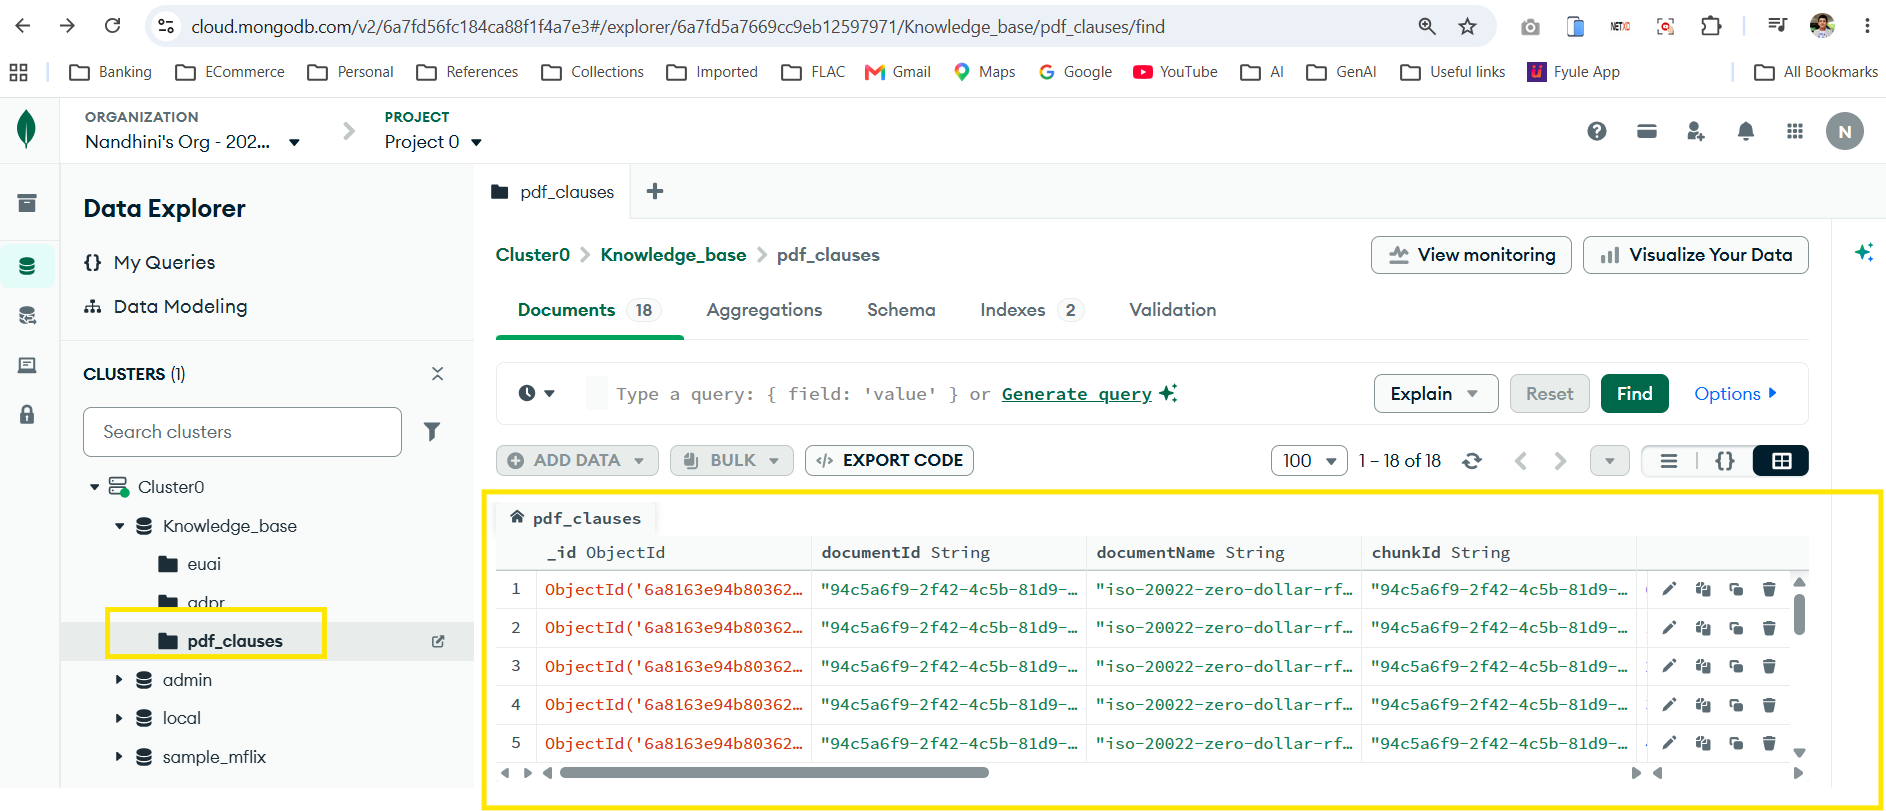 cloud.mongodb.com/v2/6a7fd56fc184ca88f1f4a7e3#/explorer/6a7fd5a7669cc9eb12597971/Knowledge_base/pdf_clauses/find
Banking ECommerce Personal References Collections Imported FLAC Gmail Maps Google YouTube AI GenAI Useful links Fyule App All Bookmarks
ORGANIZATION PROJECT
Nandhini's Org - 202... Project 0 N
pdf_clauses
Data Explorer
Cluster0 Knowledge_base pdf_clauses View monitoring Visualize Your Data
My Queries
Data Modeling
Documents 18 Aggregations Schema Indexes 2 Validation
CLUSTERS (1)
Type a query: { field: 'value' } or Generate query Explain Reset Find Options
Search clusters
ADD DATA BULK EXPORT CODE 100 1 – 18 of 18
Cluster0
Knowledge_base
euai
gdpr
pdf_clauses
admin
local
sample_mflix
pdf_clauses
_id ObjectId documentId String documentName String chunkId String
1 ObjectId('6a8163e94b80362... "94c5a6f9-2f42-4c5b-81d9-... "iso-20022-zero-dollar-rf... "94c5a6f9-2f42-4c5b-81d9-...
2 ObjectId('6a8163e94b80362... "94c5a6f9-2f42-4c5b-81d9-... "iso-20022-zero-dollar-rf... "94c5a6f9-2f42-4c5b-81d9-...
3 ObjectId('6a8163e94b80362... "94c5a6f9-2f42-4c5b-81d9-... "iso-20022-zero-dollar-rf... "94c5a6f9-2f42-4c5b-81d9-...
4 ObjectId('6a8163e94b80362... "94c5a6f9-2f42-4c5b-81d9-... "iso-20022-zero-dollar-rf... "94c5a6f9-2f42-4c5b-81d9-...
5 ObjectId('6a8163e94b80362... "94c5a6f9-2f42-4c5b-81d9-... "iso-20022-zero-dollar-rf... "94c5a6f9-2f42-4c5b-81d9-...